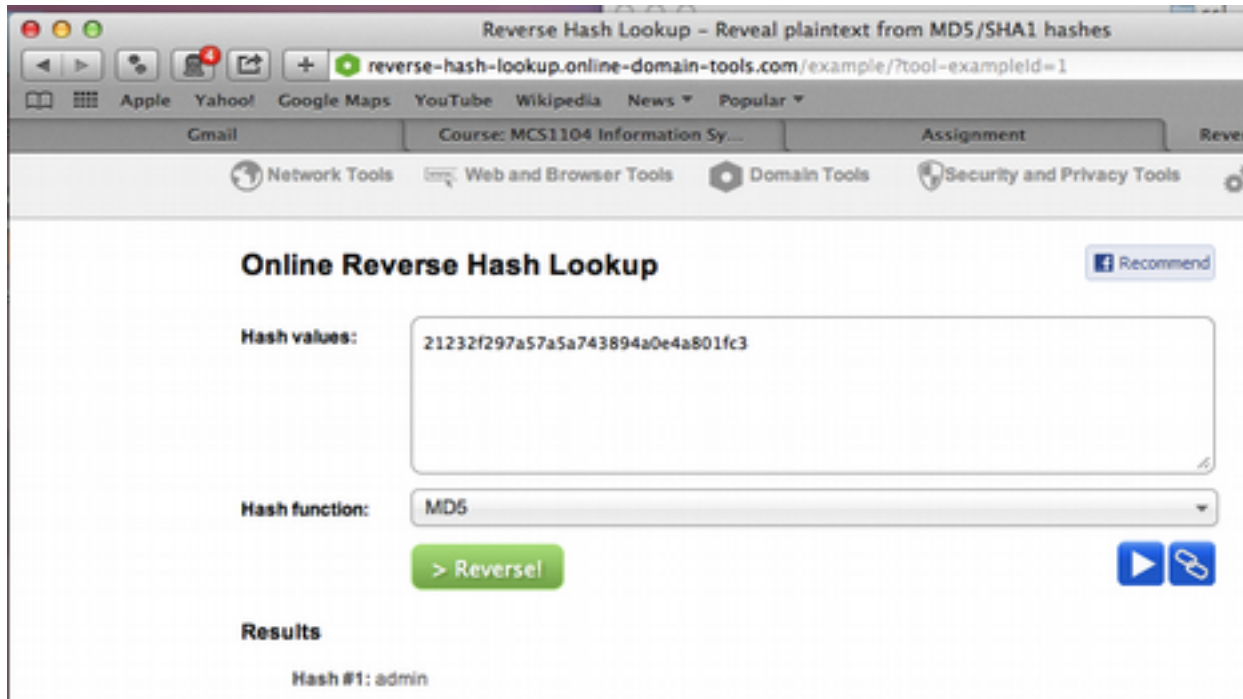 Reverse Hash Lookup – Reveal plaintext from MD5/SHA1 hashes
4
reverse-hash-lookup.online-domain-tools.com/example/?tool-exampleId=1
Apple Yahoo! Google Maps YouTube Wikipedia News Popular
Gmail Course: MCS1104 Information Sy... Assignment Reve
Network Tools Web and Browser Tools Domain Tools Security and Privacy Tools
Online Reverse Hash Lookup
Recommend
Hash values:
21232f297a57a5a743894a0e4a801fc3
Hash function: MD5
> Reverse!
Results
Hash #1: admin